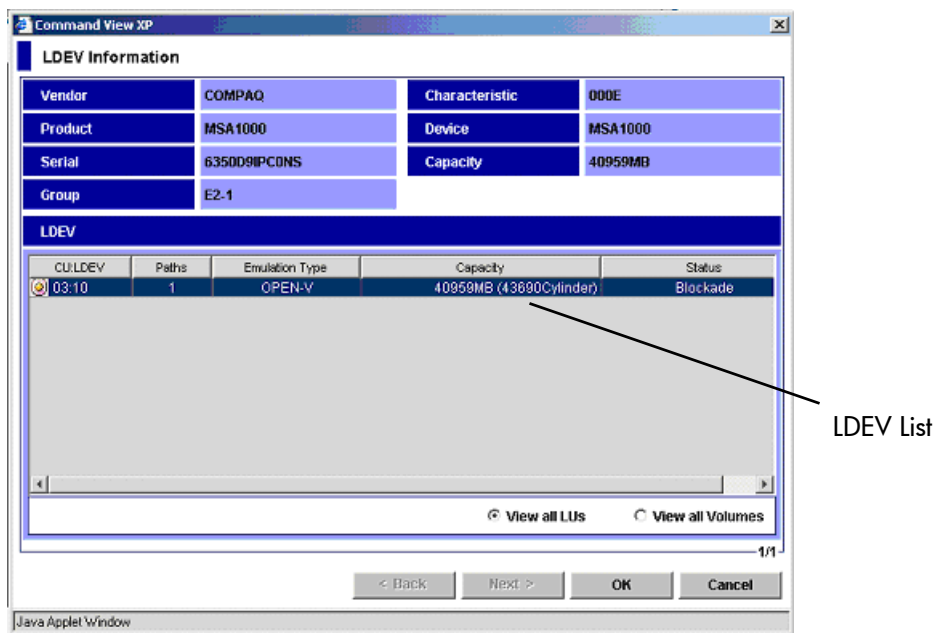 Command View XP
LDEV Information
Vendor COMPAQ Characteristic 000E
Product MSA1000 Device MSA1000
Serial 6350D9IPC0NS Capacity 40959MB
Group E2-1
LDEV
CU:LDEV Paths Emulation Type Capacity Status
03:10 1 OPEN-V 40959MB (43690Cylinder) Blockade
LDEV List
View all LUs View all Volumes
1/1
< Back Next > OK Cancel
Java Applet Window